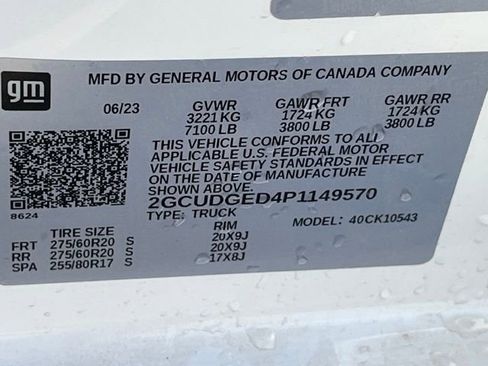 gm
MFD BY GENERAL MOTORS OF CANADA COMPANY
06/23 GVWR GAWR FRT GAWR RR
3221 KG 1724 KG 1724 KG
7100 LB 3800 LB 3800 LB
THIS VEHICLE CONFORMS TO ALL
APPLICABLE U.S. FEDERAL MOTOR
VEHICLE SAFETY STANDARDS IN EFFECT
ON THE DATE OF MANUFACTURE
SHOWN ABOVE.
8624
2GCUDGED4P1149570
TYPE: TRUCK MODEL: 40CK10543
TIRE SIZE RIM
FRT 275/60R20 S 20X9J
RR 275/60R20 S 20X9J
SPA 255/80R17 S 17X8J